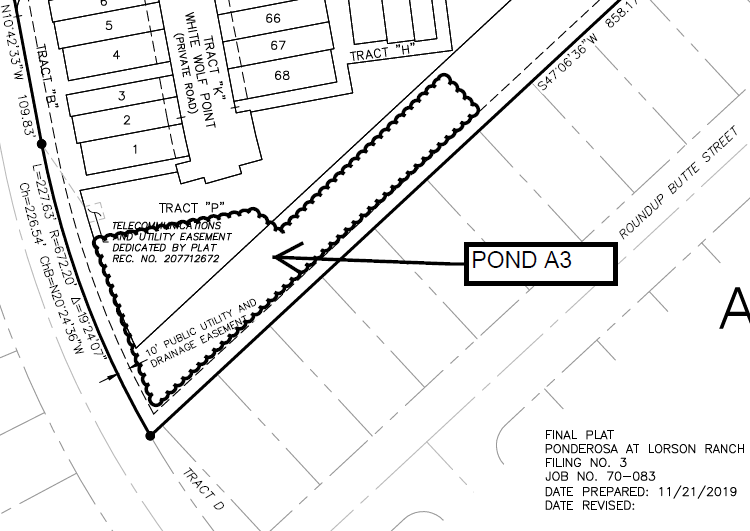 6
5
4
3
2
1
66
67
68
TRACT "K"
WHITE WOLF POINT
(PRIVATE ROAD)
TRACT "H"
TRACT "B"
N10°42'33"W 109.83'
L=227.63' R=672.20' Δ=19°24'07"
Ch=226.54' ChB=N20°24'36"W
S47°06'36"W 858.17
ROUNDUP BUTTE STREET
TRACT "P"
TELECOMMUNICATIONS
AND UTILITY EASEMENT
DEDICATED BY PLAT
REC. NO. 207712672
POND A3
10' PUBLIC UTILITY AND
DRAINAGE EASEMENT
TRACT D
A
FINAL PLAT
PONDEROSA AT LORSON RANCH
FILING NO. 3
JOB NO. 70-083
DATE PREPARED: 11/21/2019
DATE REVISED: